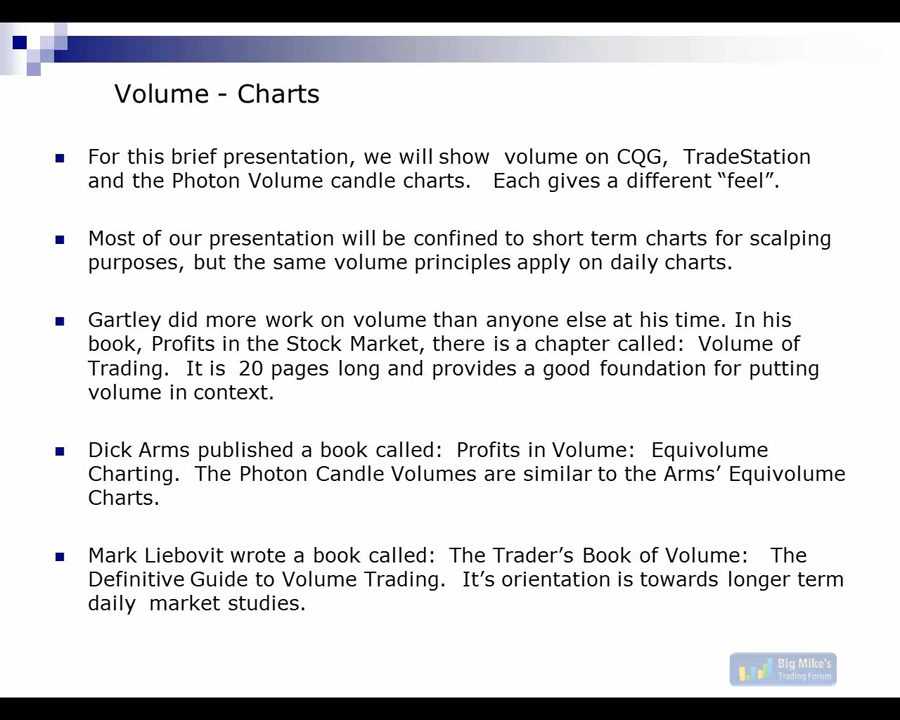 Volume - Charts
For this brief presentation, we will show volume on CQG, TradeStation
and the Photon Volume candle charts. Each gives a different “feel”.
Most of our presentation will be confined to short term charts for scalping
purposes, but the same volume principles apply on daily charts.
Gartley did more work on volume than anyone else at his time. In his
book, Profits in the Stock Market, there is a chapter called: Volume of
Trading. It is 20 pages long and provides a good foundation for putting
volume in context.
Dick Arms published a book called: Profits in Volume: Equivolume
Charting. The Photon Candle Volumes are similar to the Arms’ Equivolume
Charts.
Mark Liebovit wrote a book called: The Trader’s Book of Volume: The
Definitive Guide to Volume Trading. It’s orientation is towards longer term
daily market studies.
Big Mike's
Trading Forum